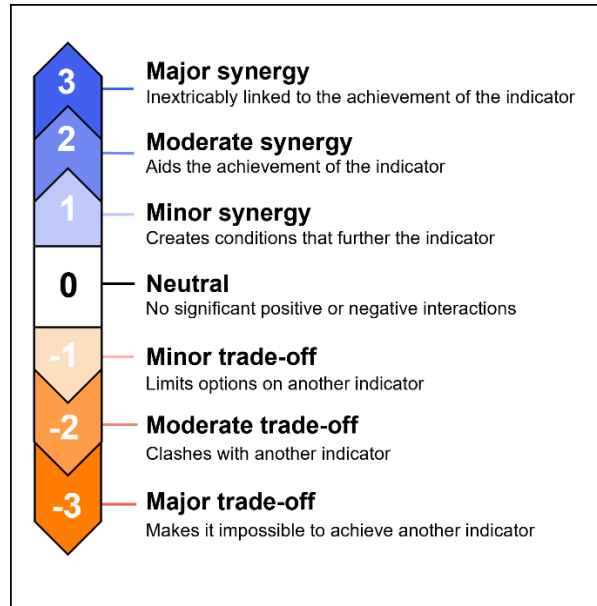 3
Major synergy
Inextricably linked to the achievement of the indicator
2
Moderate synergy
Aids the achievement of the indicator
1
Minor synergy
Creates conditions that further the indicator
0
Neutral
No significant positive or negative interactions
-1
Minor trade-off
Limits options on another indicator
-2
Moderate trade-off
Clashes with another indicator
-3
Major trade-off
Makes it impossible to achieve another indicator